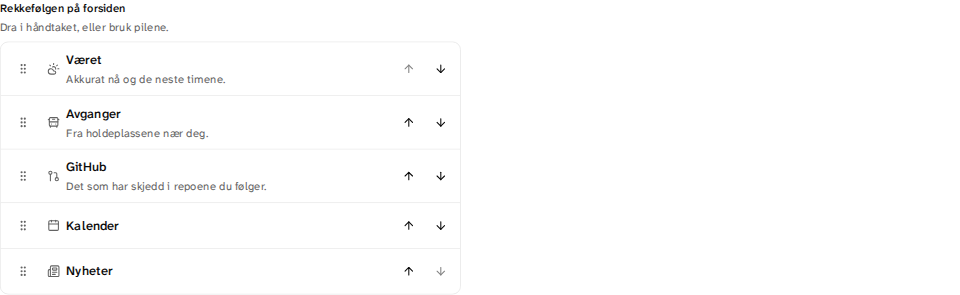 Rekkefølgen på forsiden
Dra i håndtaket, eller bruk pilene.
Været
Akkurat nå og de neste timene.
Avganger
Fra holdeplassene nær deg.
GitHub
Det som har skjedd i repoene du følger.
Kalender
Nyheter